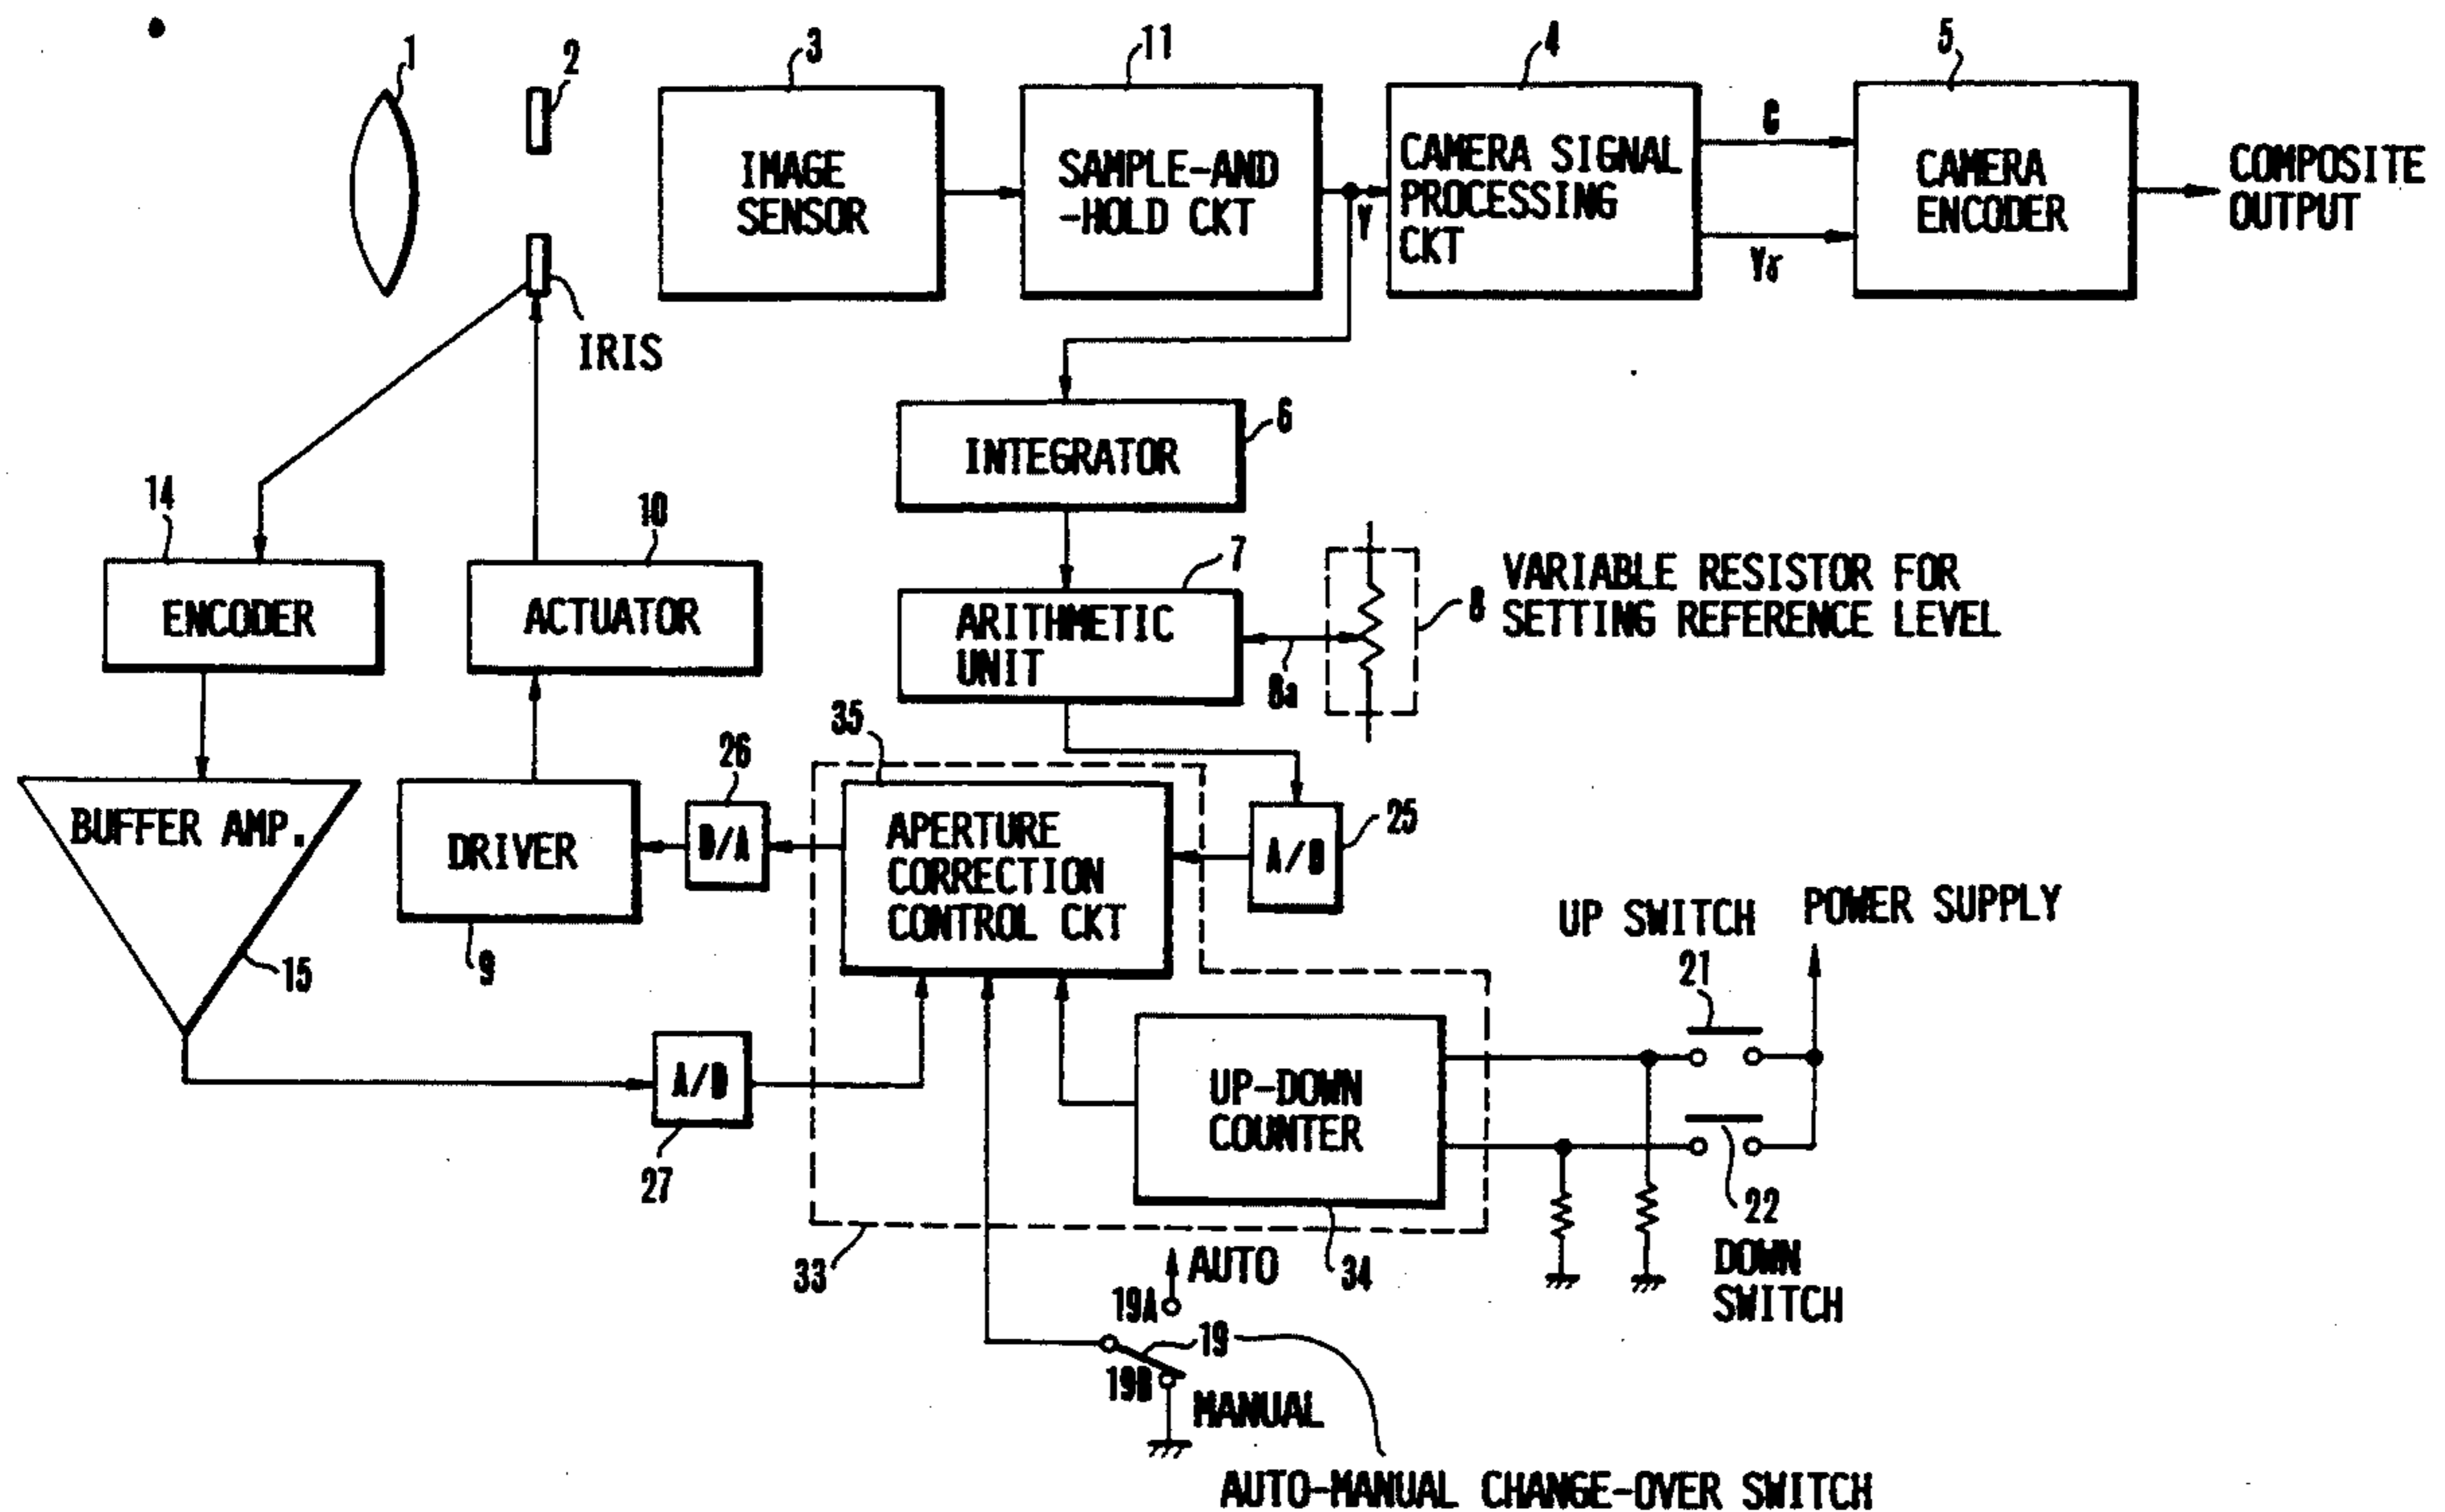 1
2
3
11
4
5
IMAGE
SENSOR
SAMPLE-AND
-HOLD CKT
Y
CAMERA SIGNAL
PROCESSING
CKT
C
Yγ
CAMERA
ENCODER
COMPOSITE
OUTPUT
IRIS
INTEGRATOR
6
14
10
ENCODER
ACTUATOR
7
ARITHMETIC
UNIT
8a
8
VARIABLE RESISTOR FOR
SETTING REFERENCE LEVEL
35
26
BUFFER AMP.
15
DRIVER
9
D/A
APERTURE
CORRECTION
CONTROL CKT
A/D
25
UP SWITCH
21
POWER SUPPLY
A/D
27
UP-DOWN
COUNTER
22
DOWN
SWITCH
33
34
AUTO
19A
19
19B
MANUAL
AUTO-MANUAL CHANGE-OVER SWITCH